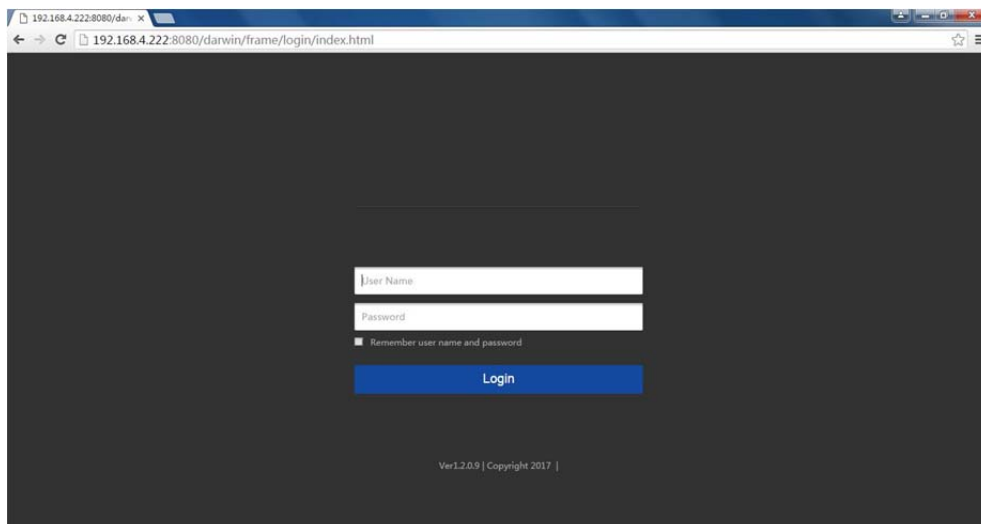 192.168.4.222:8080/dar
192.168.4.222:8080/darwin/frame/login/index.html
User Name
Password
Remember user name and password
Login
Ver1.2.0.9 | Copyright 2017 |